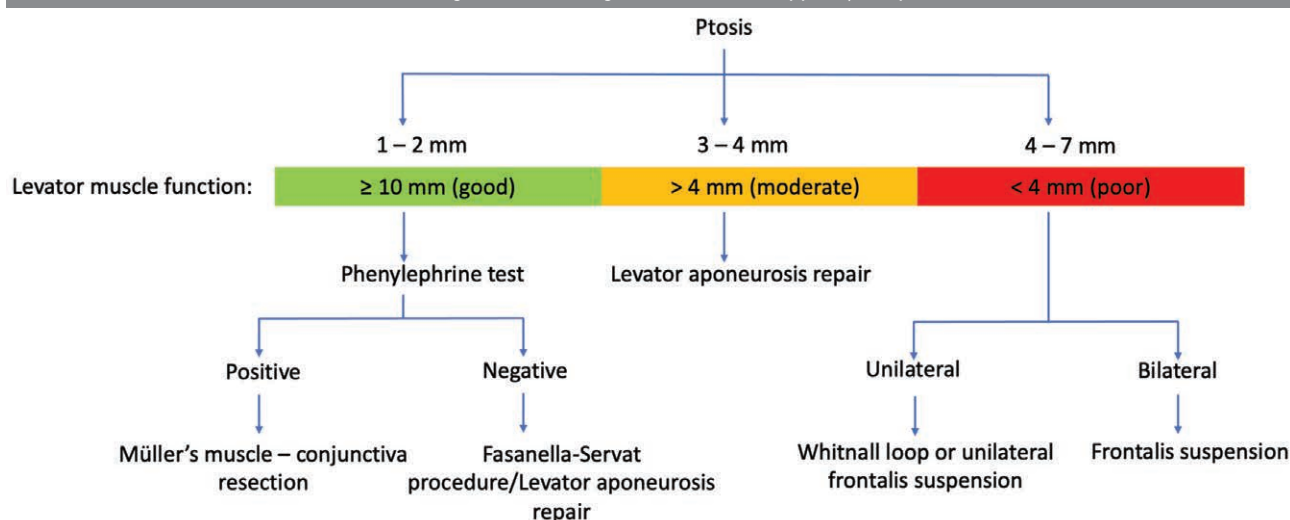 Ptosis
1 – 2 mm
3 – 4 mm
4 – 7 mm
Levator muscle function:
≥ 10 mm (good)
> 4 mm (moderate)
< 4 mm (poor)
Phenylephrine test
Levator aponeurosis repair
Positive
Negative
Unilateral
Bilateral
Müller's muscle – conjunctiva
resection
Fasanella-Servat
procedure/Levator aponeurosis
repair
Whitnall loop or unilateral
frontalis suspension
Frontalis suspension